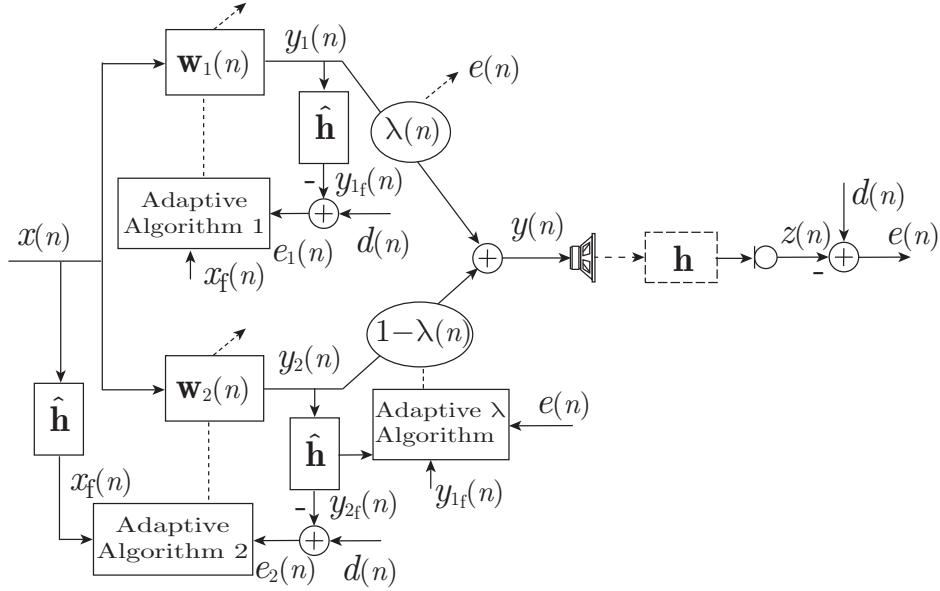 w₁(n)
y₁(n)
e(n)
ĥ
λ(n)
y₁f(n)
-
Adaptive
Algorithm 1
+
e₁(n)
d(n)
x(n)
xf(n)
y(n)
+
h
z(n)
d(n)
-
+
e(n)
1−λ(n)
w₂(n)
y₂(n)
ĥ
ĥ
Adaptive λ
Algorithm
e(n)
y₁f(n)
xf(n)
-
y₂f(n)
Adaptive
Algorithm 2
+
e₂(n)
d(n)